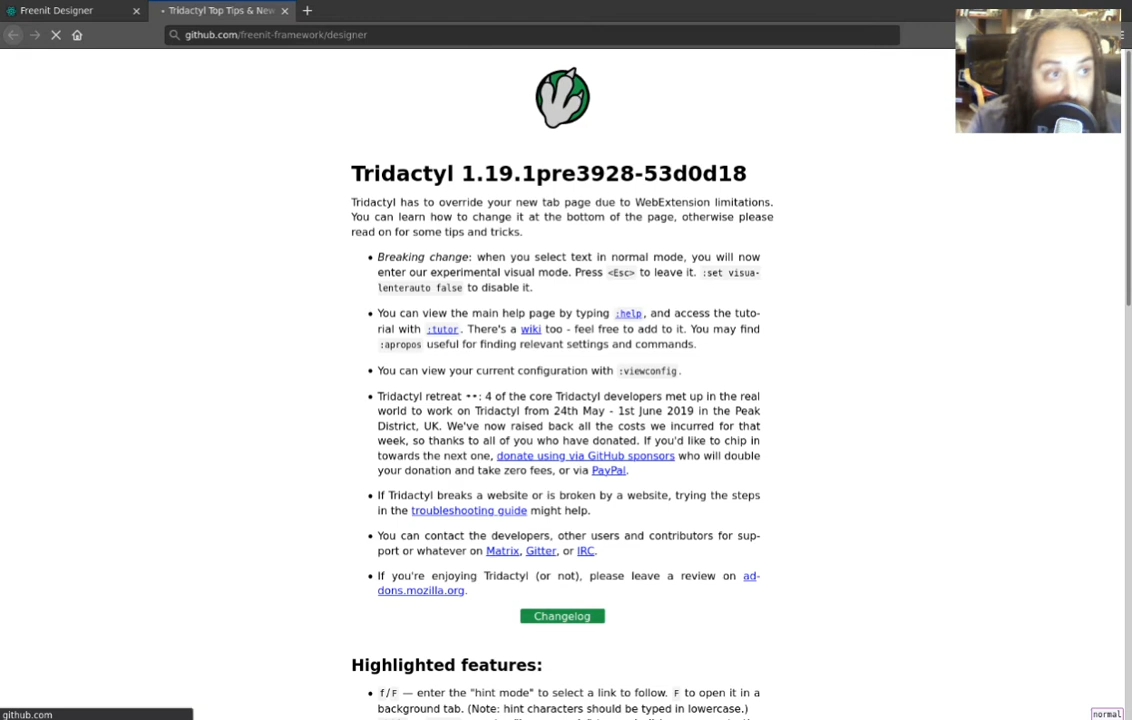 Freenit Designer
Tridactyl Top Tips & New
github.com/freenit-framework/designer
Tridactyl 1.19.1pre3928-53d0d18
Tridactyl has to override your new tab page due to WebExtension limitations.
You can learn how to change it at the bottom of the page, otherwise please
read on for some tips and tricks.
• Breaking change: when you select text in normal mode, you will now
enter our experimental visual mode. Press <Esc> to leave it. :set visua-
lenterauto false to disable it.
• You can view the main help page by typing :help, and access the tuto-
rial with :tutor. There's a wiki too - feel free to add to it. You may find
:apropos useful for finding relevant settings and commands.
• You can view your current configuration with :viewconfig.
• Tridactyl retreat ••: 4 of the core Tridactyl developers met up in the real
world to work on Tridactyl from 24th May - 1st June 2019 in the Peak
District, UK. We've now raised back all the costs we incurred for that
week, so thanks to all of you who have donated. If you'd like to chip in
towards the next one, donate using via GitHub sponsors who will double
your donation and take zero fees, or via PayPal.
• If Tridactyl breaks a website or is broken by a website, trying the steps
in the troubleshooting guide might help.
• You can contact the developers, other users and contributors for sup-
port or whatever on Matrix, Gitter, or IRC.
• If you're enjoying Tridactyl (or not), please leave a review on ad-
dons.mozilla.org.
Changelog
Highlighted features:
• f/F — enter the "hint mode" to select a link to follow. F to open it in a
background tab. (Note: hint characters should be typed in lowercase.)
github.com
normal